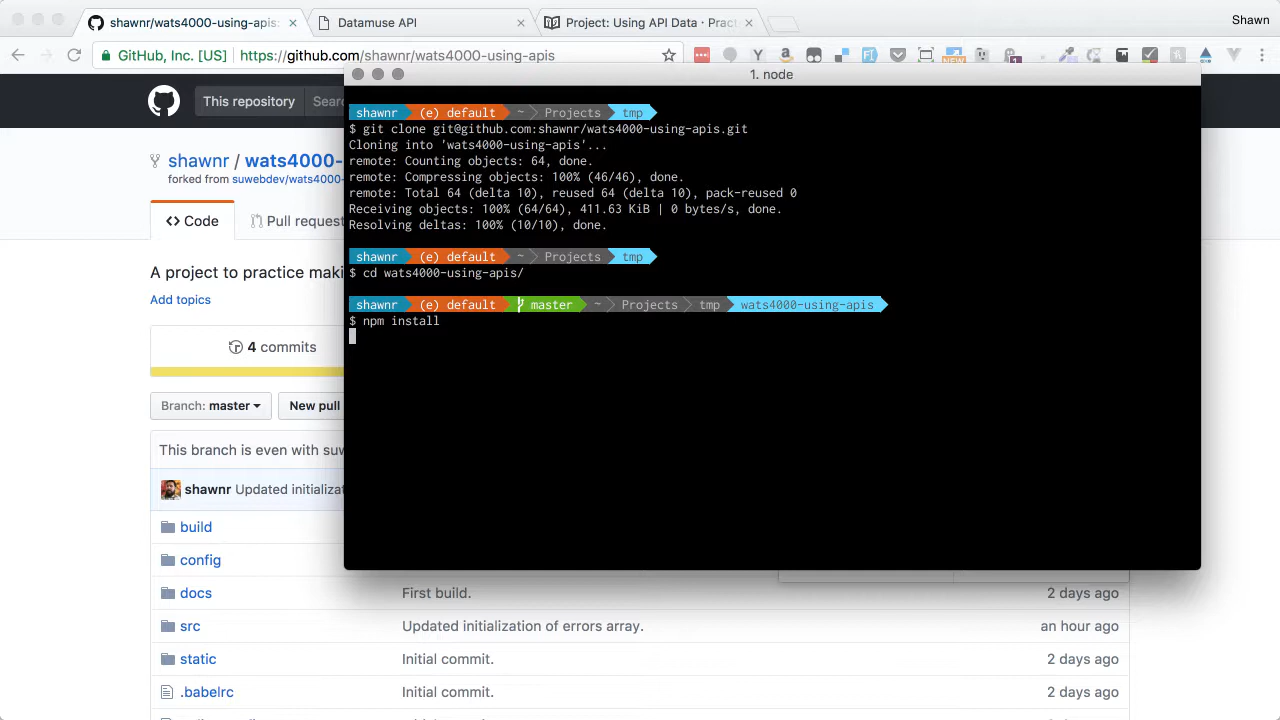 shawnr/wats4000-using-apis:
Datamuse API
Project: Using API Data · Pract
Shawn
GitHub, Inc. [US]
https://github.com/shawnr/wats4000-using-apis
NEW
1. node
This repository
Sear
shawnr (e) default ~ Projects tmp
$ git clone git@github.com:shawnr/wats4000-using-apis.git
Cloning into 'wats4000-using-apis'...
remote: Counting objects: 64, done.
remote: Compressing objects: 100% (46/46), done.
remote: Total 64 (delta 10), reused 64 (delta 10), pack-reused 0
Receiving objects: 100% (64/64), 411.63 KiB | 0 bytes/s, done.
Resolving deltas: 100% (10/10), done.
shawnr (e) default ~ Projects tmp
$ cd wats4000-using-apis/
shawnr (e) default master ~ Projects tmp wats4000-using-apis
$ npm install
shawnr / wats4000-
forked from suwebdev/wats4000-
<> Code
Pull request
A project to practice maki
Add topics
4 commits
Branch: master
New pull
This branch is even with suw
shawnr Updated initializat
build
config
docs
First build.
2 days ago
src
Updated initialization of errors array.
an hour ago
static
Initial commit.
2 days ago
.babelrc
Initial commit.
2 days ago